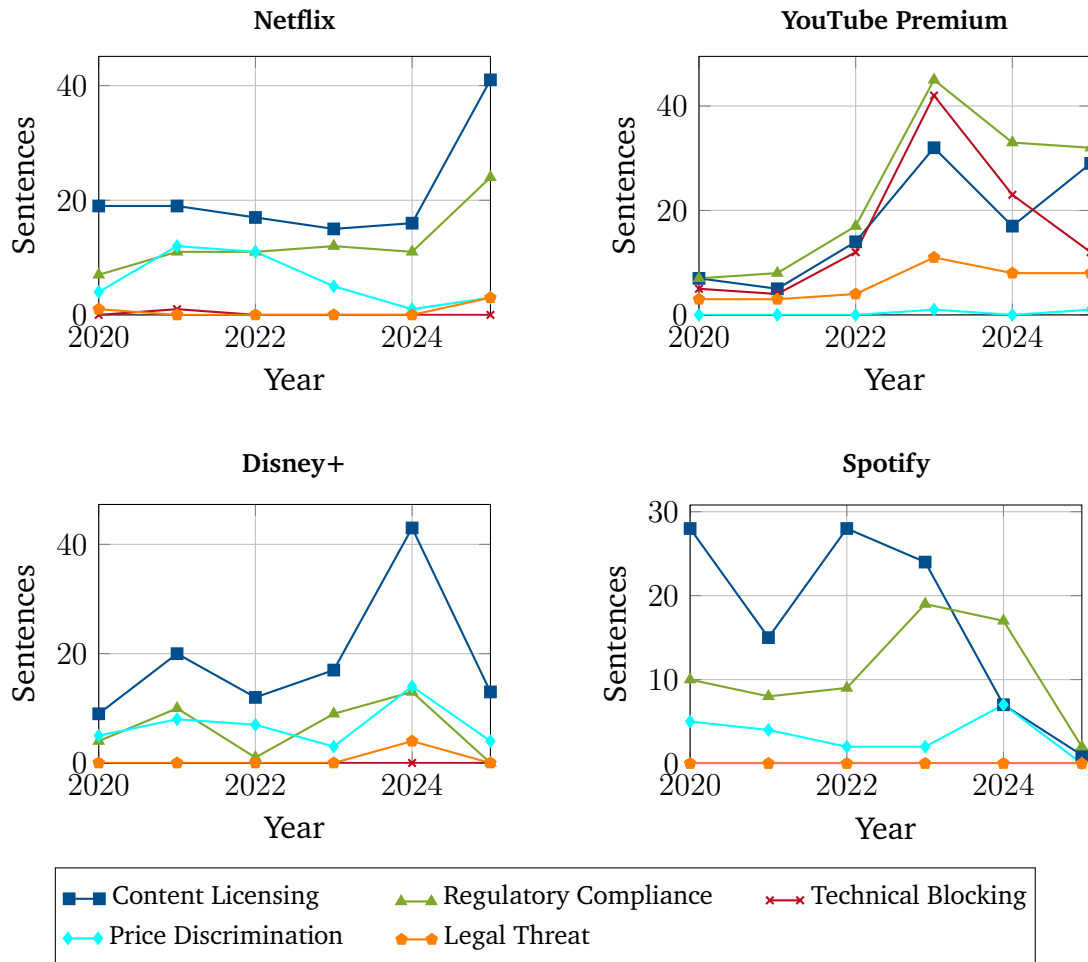 Netflix
YouTube Premium
40
20
0
2020 2022 2024
Sentences
Year
40
20
0
2020 2022 2024
Sentences
Year
Disney+
Spotify
40
20
0
2020 2022 2024
Sentences
Year
30
20
10
0
2020 2022 2024
Sentences
Year
Content Licensing Regulatory Compliance Technical Blocking
Price Discrimination Legal Threat